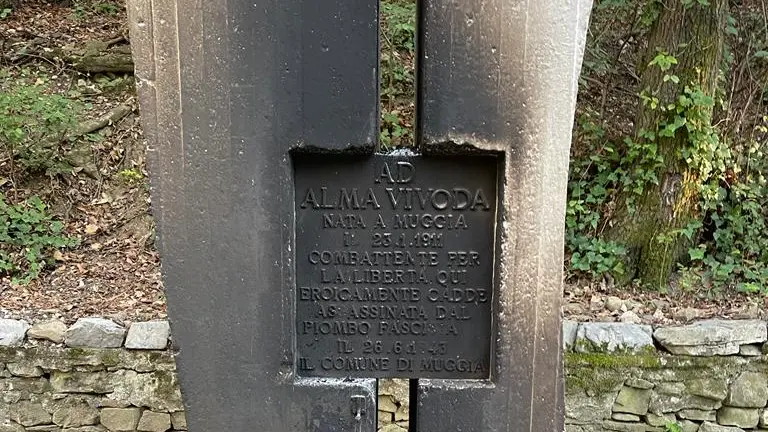 AD
ALMA VIVODA
NATA A MUGGIA
IL 23.1.1911
COMBATTENTE PER
LA LIBERTÀ QUI
EROICAMENTE CADDE
ASSASSINATA DAL
PIOMBO FASCISTA
IL 26.6.1943
IL COMUNE DI MUGGIA